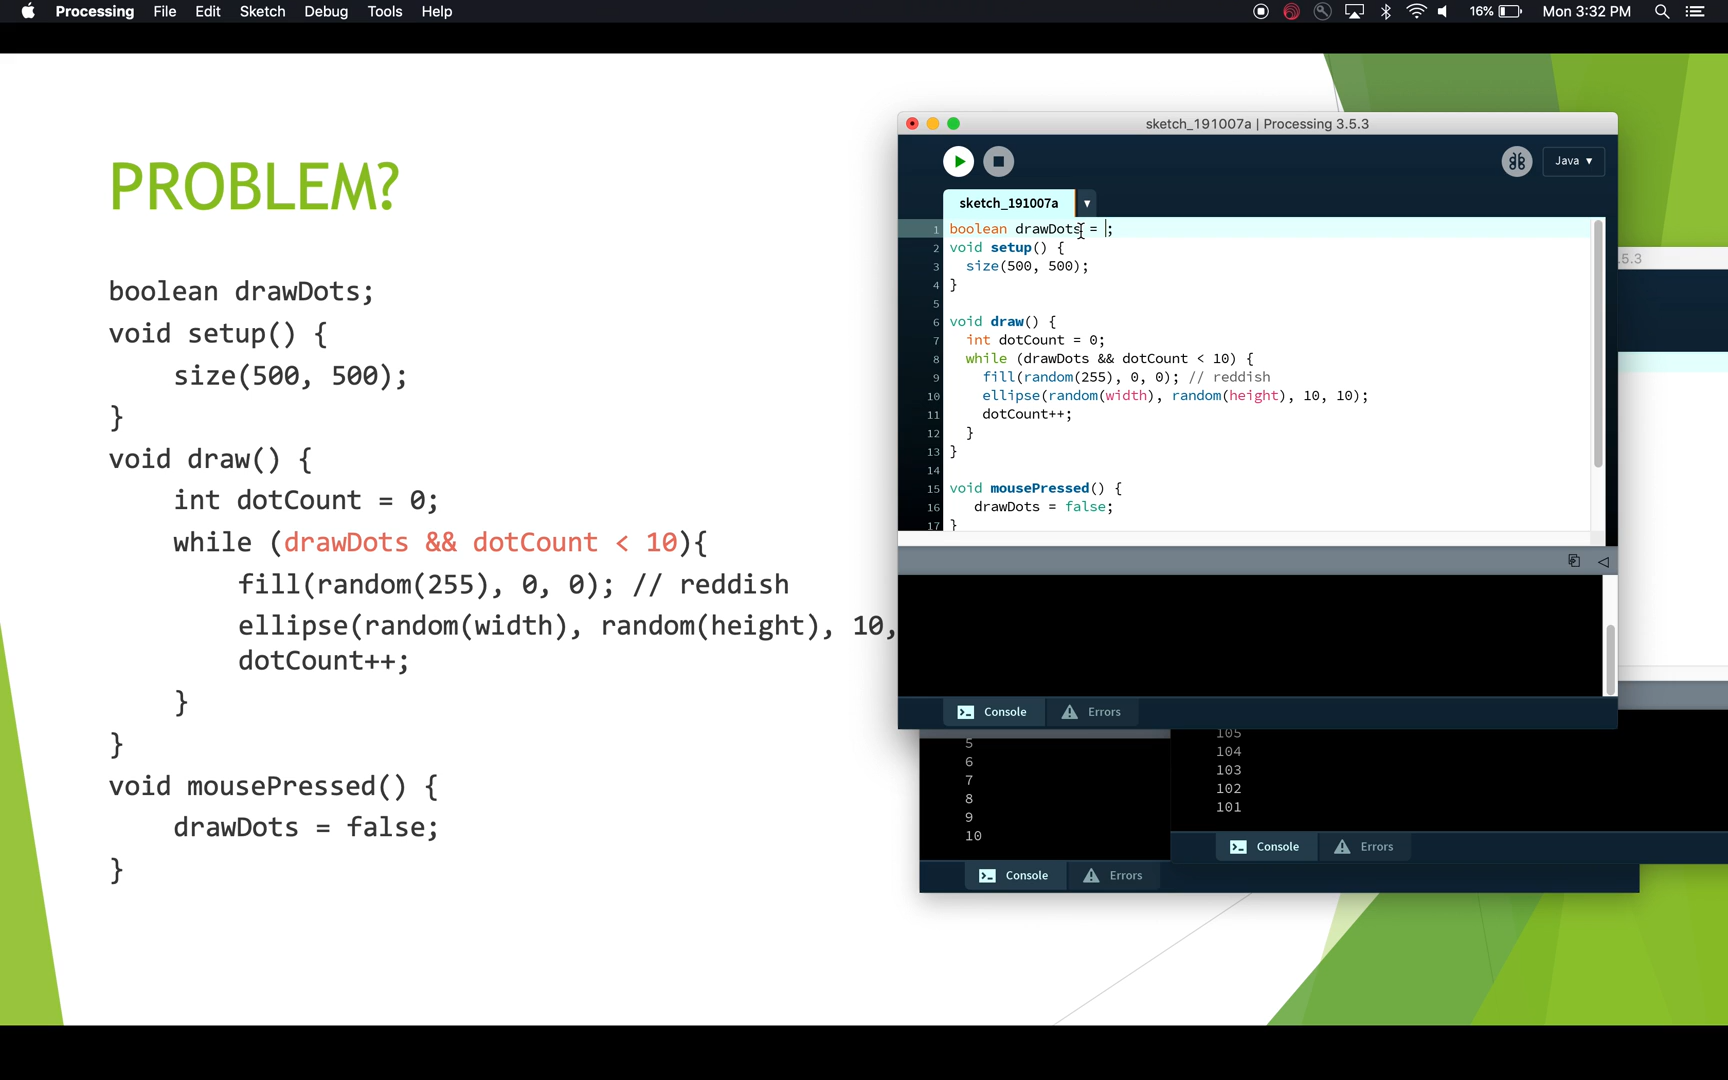 Processing File Edit Sketch Debug Tools Help 16% Mon 3:32 PM
PROBLEM?
boolean drawDots;
void setup() {
size(500, 500);
}
void draw() {
int dotCount = 0;
while (drawDots && dotCount < 10){
fill(random(255), 0, 0); // reddish
ellipse(random(width), random(height), 10,
dotCount++;
}
}
void mousePressed() {
drawDots = false;
}
sketch_191007a | Processing 3.5.3
Java ▾
sketch_191007a ▾
1 boolean drawDots = ;
2 void setup() {
3 size(500, 500);
4 }
5
6 void draw() {
7 int dotCount = 0;
8 while (drawDots && dotCount < 10) {
9 fill(random(255), 0, 0); // reddish
10 ellipse(random(width), random(height), 10, 10);
11 dotCount++;
12 }
13 }
14
15 void mousePressed() {
16 drawDots = false;
17 }
Console Errors
.5.3
5
6
7
8
9
10
Console Errors
105
104
103
102
101
Console Errors